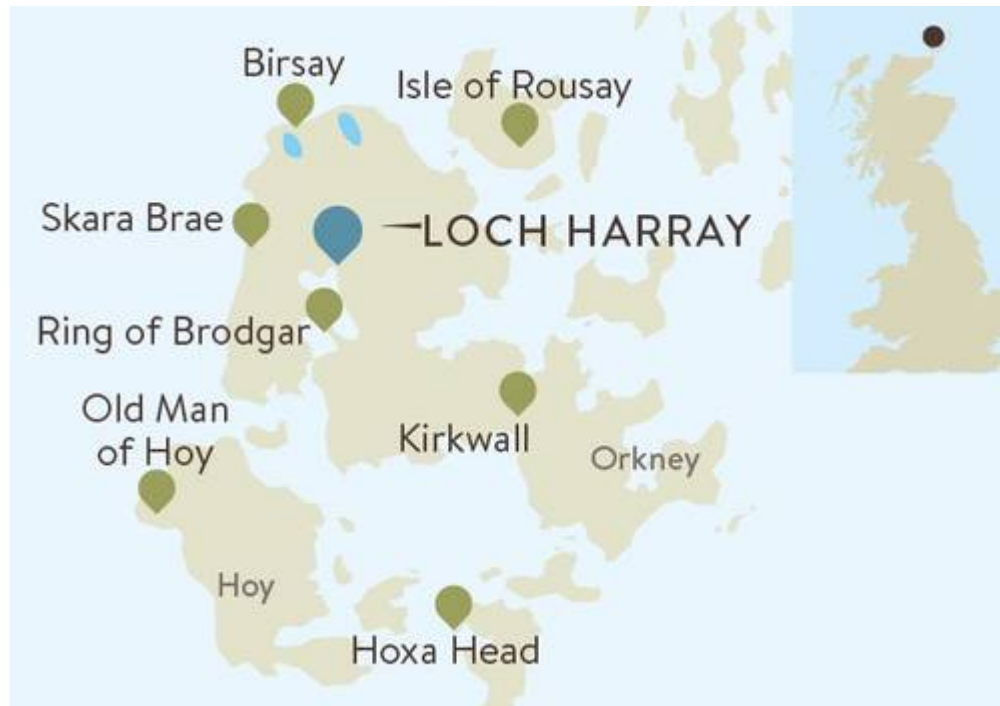 Birsay
Isle of Rousay
Skara Brae
LOCH HARRAY
Ring of Brodgar
Old Man
of Hoy
Kirkwall
Orkney
Hoy
Hoxa Head